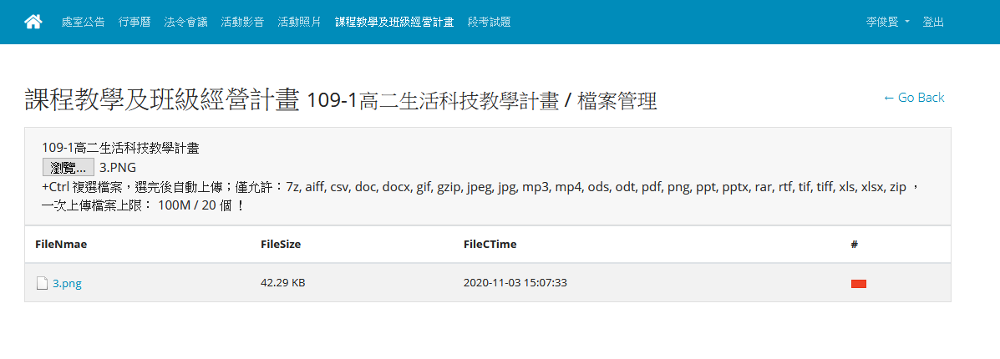 處室公告 行事曆 法令會議 活動影音 活動照片 課程教學及班級經營計畫 段考試題 李俊賢 登出
課程教學及班級經營計畫 109-1高二生活科技教學計畫 / 檔案管理 ← Go Back
109-1高二生活科技教學計畫
瀏覽... 3.PNG
+Ctrl 複選檔案，選完後自動上傳；僅允許：7z, aiff, csv, doc, docx, gif, gzip, jpeg, jpg, mp3, mp4, ods, odt, pdf, png, ppt, pptx, rar, rtf, tif, tiff, xls, xlsx, zip ，
一次上傳檔案上限： 100M / 20 個 ！
FileNmae FileSize FileCTime #
3.png 42.29 KB 2020-11-03 15:07:33